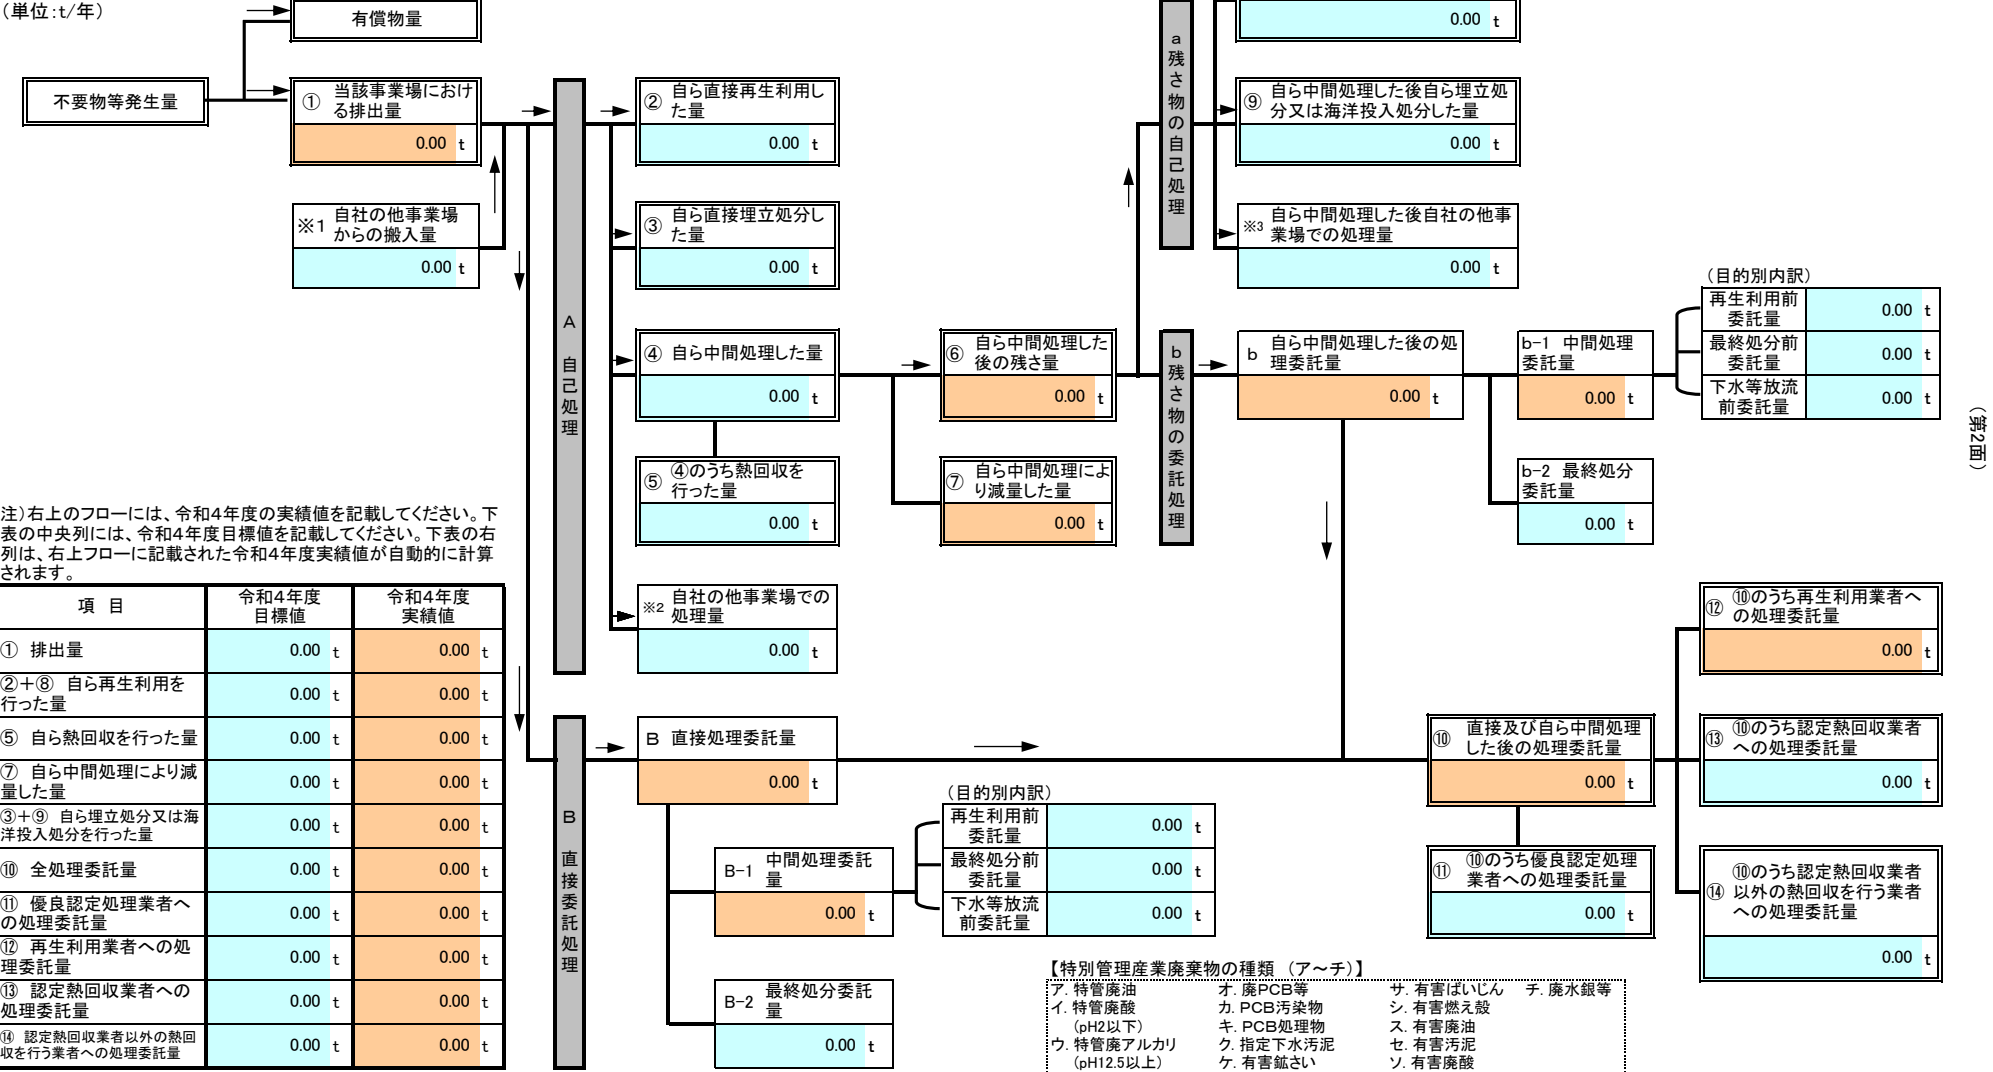 （単位：t/年）
有償物量
不要物等発生量
① 当該事業場におけ
る排出量
0.00 t
※1 自社の他事業場
からの搬入量
0.00 t
A 自己処理
② 自ら直接再生利用し
た量
0.00 t
③ 自ら直接埋立処分し
た量
0.00 t
④ 自ら中間処理した量
0.00 t
⑤ ④のうち熱回収を
行った量
0.00 t
※2 自社の他事業場での
処理量
0.00 t
⑥ 自ら中間処理した
後の残さ量
0.00 t
⑦ 自ら中間処理によ
り減量した量
0.00 t
a 残さ物の自己処理
0.00 t
⑨ 自ら中間処理した後自ら埋立処
分又は海洋投入処分した量
0.00 t
※3 自ら中間処理した後自社の他事
業場での処理量
0.00 t
b 残さ物の委託処理
b 自ら中間処理した後の処
理委託量
0.00 t
b-1 中間処理
委託量
0.00 t
b-2 最終処分
委託量
0.00 t
（目的別内訳）
再生利用前
委託量
0.00 t
最終処分前
委託量
0.00 t
下水等放流
前委託量
0.00 t
（第2面）
注）右上のフローには、令和４年度の実績値を記載してください。下
表の中央列には、令和４年度目標値を記載してください。下表の右
列は、右上フローに記載された令和４年度実績値が自動的に計算
されます。
項 目 令和４年度
目標値 令和４年度
実績値
① 排出量 0.00 t 0.00 t
②＋⑧ 自ら再生利用を
行った量 0.00 t 0.00 t
⑤ 自ら熱回収を行った量 0.00 t 0.00 t
⑦ 自ら中間処理により減
量した量 0.00 t 0.00 t
③＋⑨ 自ら埋立処分又は海
洋投入処分を行った量 0.00 t 0.00 t
⑩ 全処理委託量 0.00 t 0.00 t
⑪ 優良認定処理業者へ
の処理委託量 0.00 t 0.00 t
⑫ 再生利用業者への処
理委託量 0.00 t 0.00 t
⑬ 認定熱回収業者への
処理委託量 0.00 t 0.00 t
⑭ 認定熱回収業者以外の熱回
収を行う業者への処理委託量 0.00 t 0.00 t
B 直接委託処理
B 直接処理委託量
0.00 t
B-1 中間処理委託
量
0.00 t
B-2 最終処分委託
量
0.00 t
（目的別内訳）
再生利用前
委託量
0.00 t
最終処分前
委託量
0.00 t
下水等放流
前委託量
0.00 t
⑩ 直接及び自ら中間処理
した後の処理委託量
0.00 t
⑪ ⑩のうち優良認定処理
業者への処理委託量
0.00 t
⑫ ⑩のうち再生利用業者へ
の処理委託量
0.00 t
⑬ ⑩のうち認定熱回収業者
への処理委託量
0.00 t
⑭ ⑩のうち認定熱回収業者
以外の熱回収を行う業者
への処理委託量
0.00 t
【特別管理産業廃棄物の種類 （ア～チ）】
ア. 特管廃油 オ. 廃PCB等 サ. 有害ばいじん チ. 廃水銀等
イ. 特管廃酸 カ. PCB汚染物 シ. 有害燃え殻
（pH2以下） キ. PCB処理物 ス. 有害廃油
ウ. 特管廃アルカリ ク. 指定下水汚泥 セ. 有害汚泥
（pH12.5以上） ケ. 有害鉱さい ソ. 有害廃酸